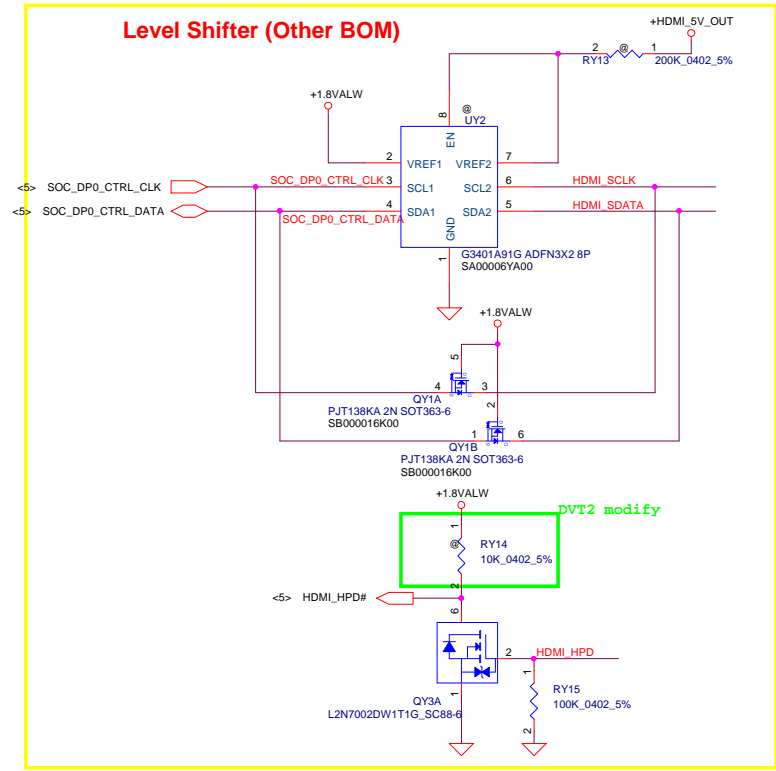 Level Shifter (Other BOM)
+HDMI_5V_OUT
2 @ 1
RY13 200K_0402_5%
+1.8VALW
8 @
UY2
EN
2 VREF1 VREF2 7
<5> SOC_DP0_CTRL_CLK SOC_DP0_CTRL_CLK 3 SCL1 SCL2 6 HDMI_SCLK
<5> SOC_DP0_CTRL_DATA 4 SDA1 SDA2 5 HDMI_SDATA
SOC_DP0_CTRL_DATA
GND
1 G3401A91G ADFN3X2 8P
SA00006YA00
+1.8VALW
5
4 3
QY1A
PJT138KA 2N SOT363-6
SB000016K00
2
1 6
QY1B
PJT138KA 2N SOT363-6
SB000016K00
+1.8VALW
DVT2 modify
1
@ RY14
10K_0402_5%
2
<5> HDMI_HPD#
6
2 HDMI_HPD
1
QY3A
L2N7002DW1T1G_SC88-6
1
RY15
100K_0402_5%
2